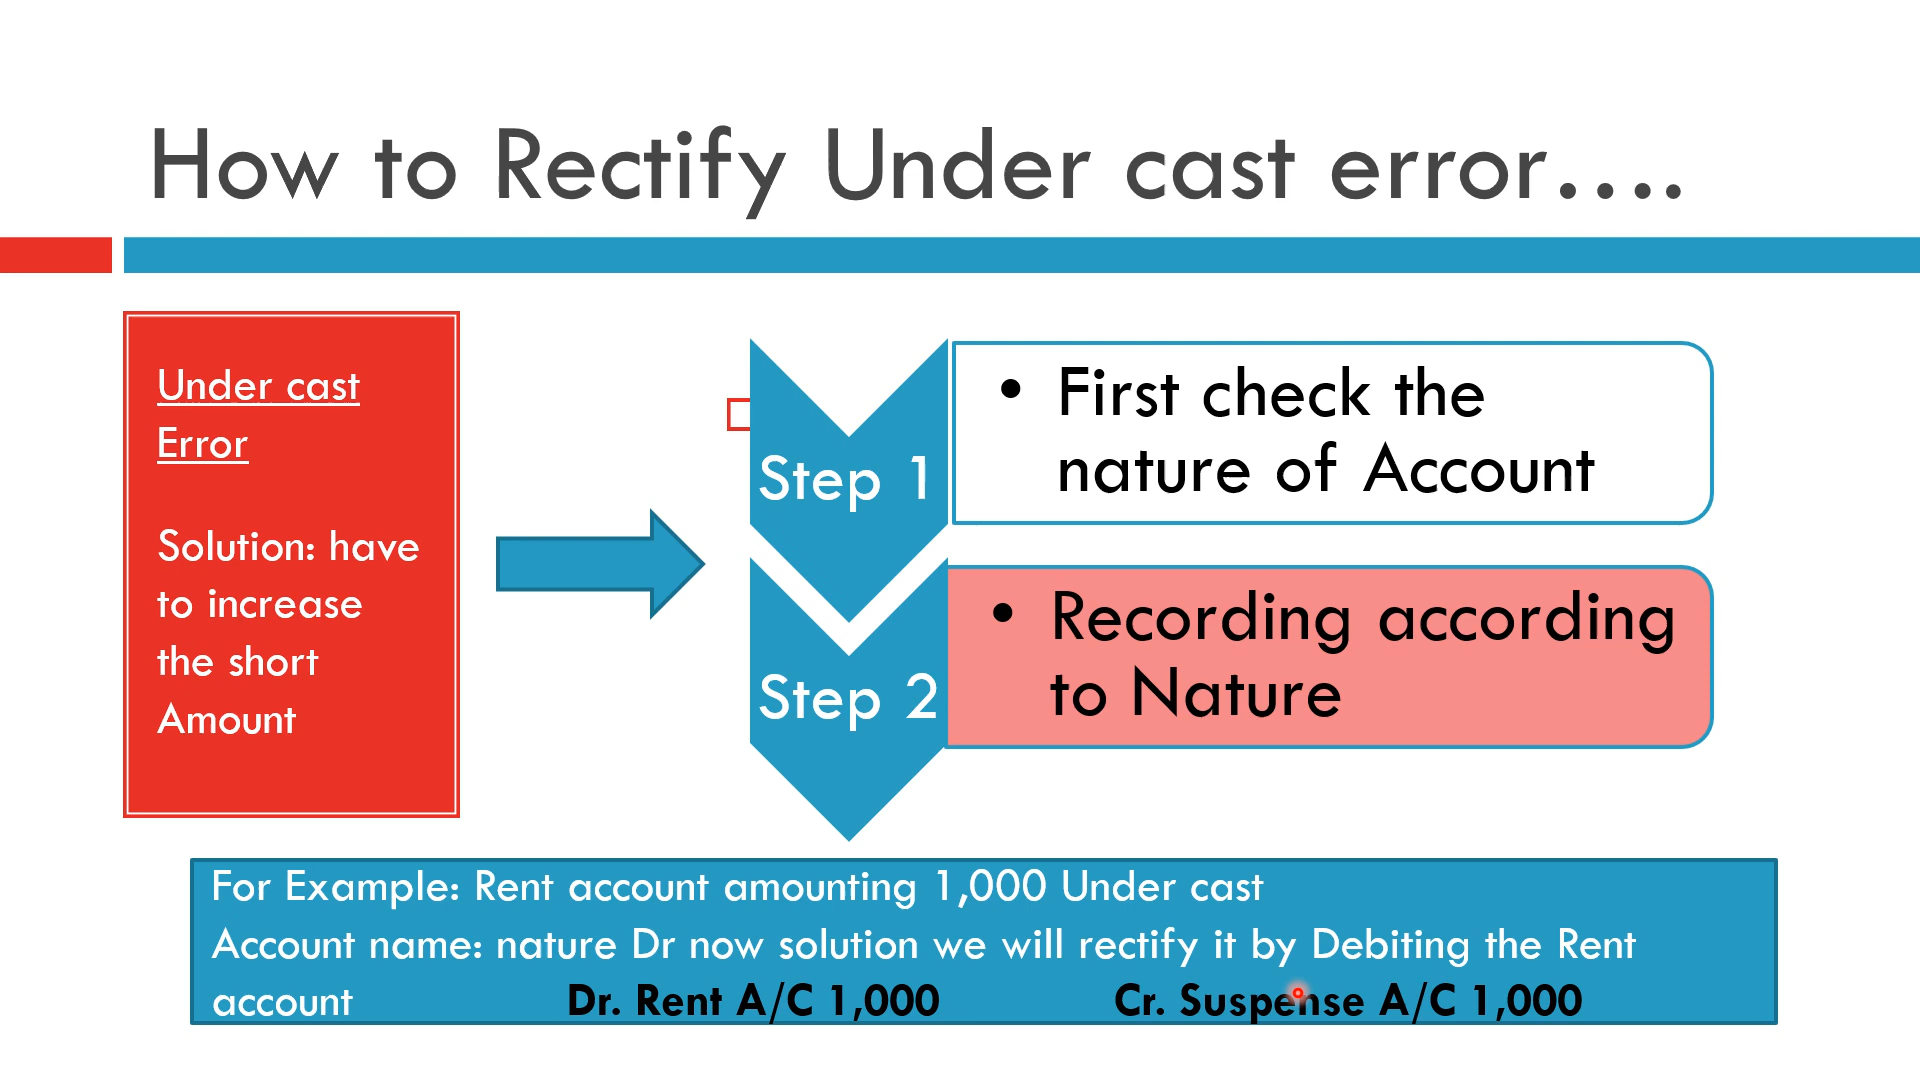 How to Rectify Under cast error....
Under cast
Error
Solution: have
to increase
the short
Amount
Step 1
• First check the
nature of Account
Step 2
• Recording according
to Nature
For Example: Rent account amounting 1,000 Under cast
Account name: nature Dr now solution we will rectify it by Debiting the Rent
account Dr. Rent A/C 1,000 Cr. Suspense A/C 1,000